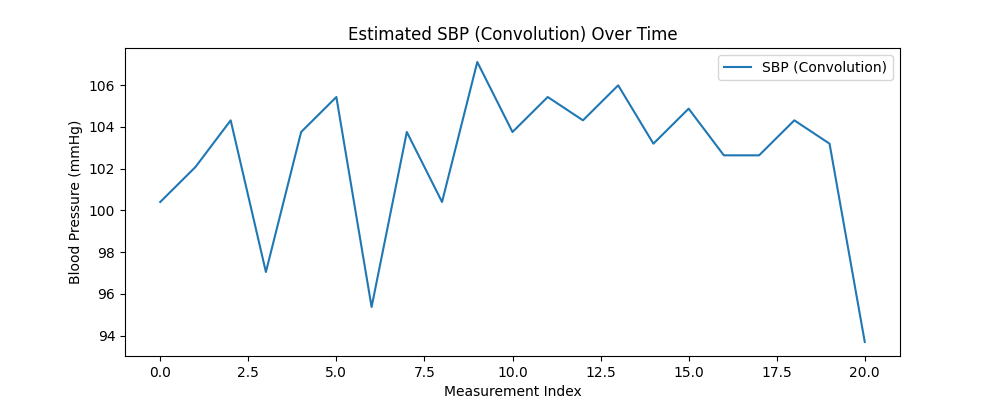 Estimated SBP (Convolution) Over Time
SBP (Convolution)
Blood Pressure (mmHg)
106
104
102
100
98
96
94
0.0 2.5 5.0 7.5 10.0 12.5 15.0 17.5 20.0
Measurement Index